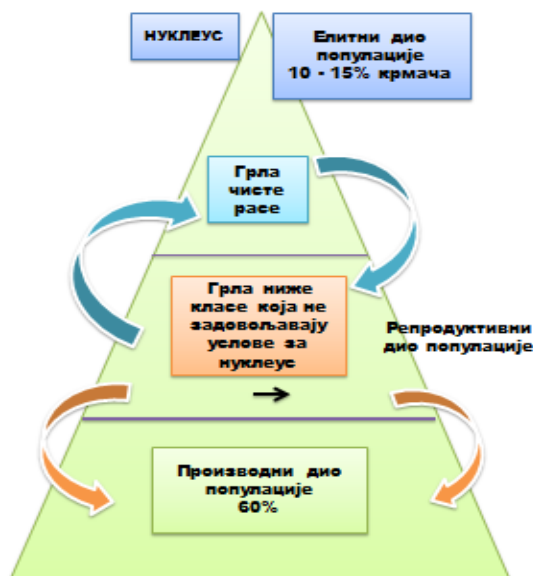 НУКЛЕУС
Елитни дио
популације
10 - 15% крмача
Грла
чисте
расе
Грла ниже
класе која не
задовољавају
услове за
нуклеус
Репродуктивни
дио популације
Производни дио
популације
60%